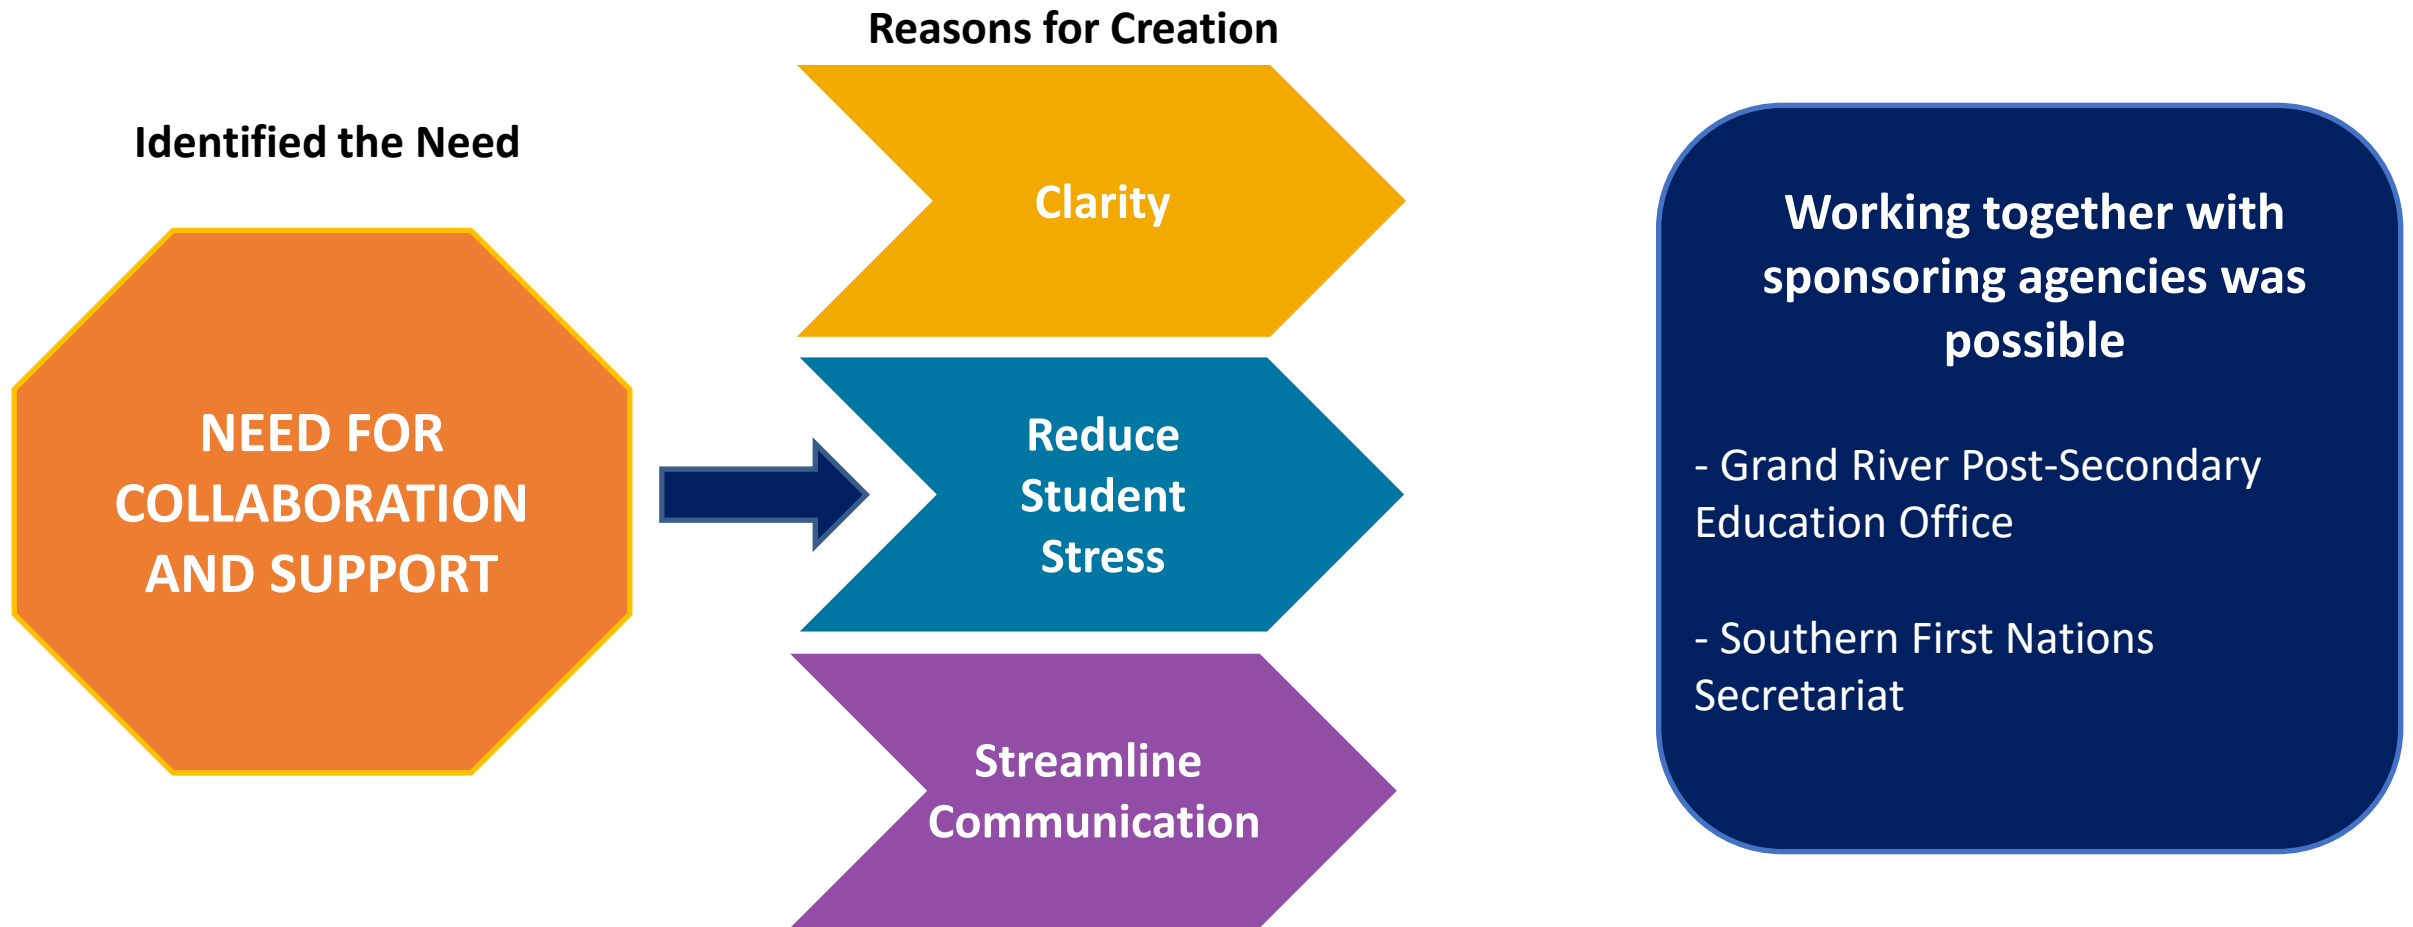 Identified the Need
NEED FOR
COLLABORATION
AND SUPPORT
Reasons for Creation
Clarity
Reduce
Student
Stress
Streamline
Communication
Working together with
sponsoring agencies was
possible
- Grand River Post-Secondary
Education Office
- Southern First Nations
Secretariat